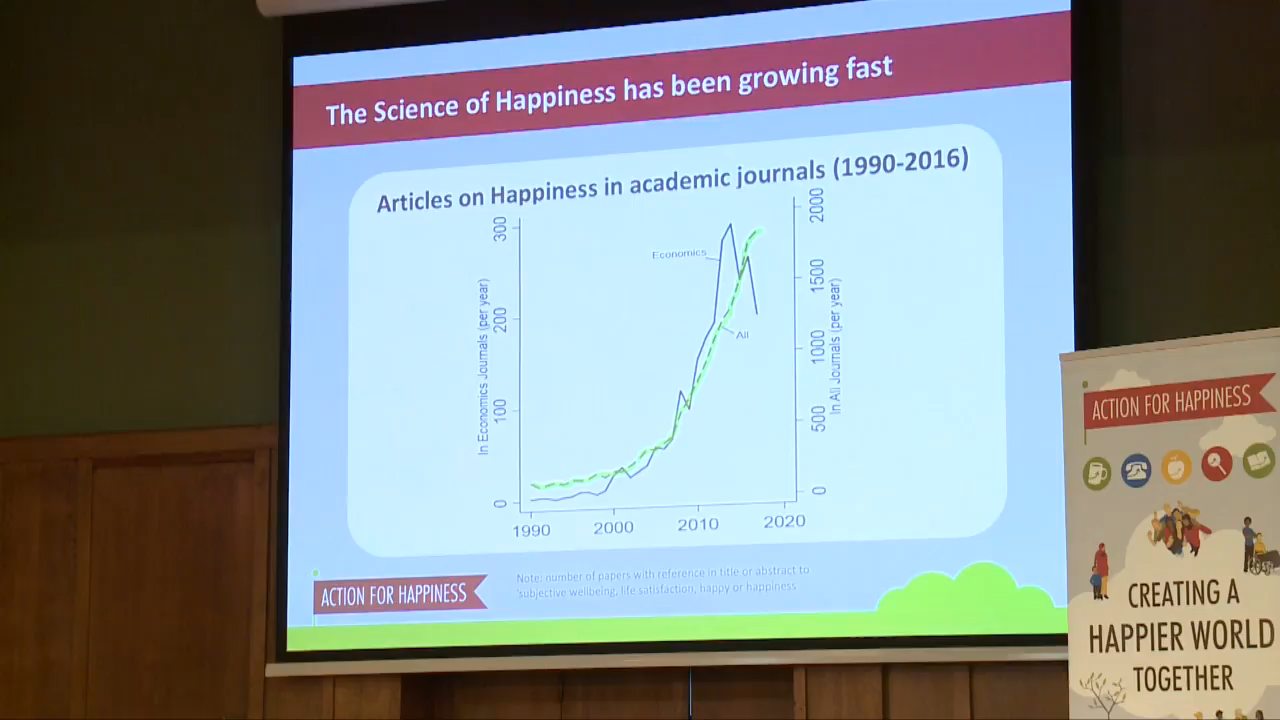 The Science of Happiness has been growing fast
Articles on Happiness in academic journals (1990-2016)
In Economics Journals (per year)
300
200
100
0
Economics
All
2000
1500
1000
500
0
In All Journals (per year)
1990 2000 2010 2020
ACTION FOR HAPPINESS
Note: number of papers with reference in title or abstract to
'subjective wellbeing, life satisfaction, happy or happiness
ACTION FOR HAPPINESS
CREATING A
HAPPIER WORLD
TOGETHER